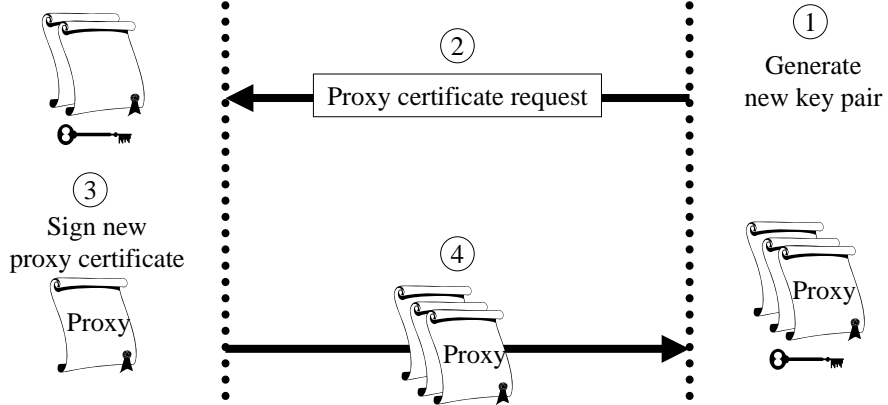 1
Generate
new key pair
2
Proxy certificate request
3
Sign new
proxy certificate
Proxy
4
Proxy
Proxy